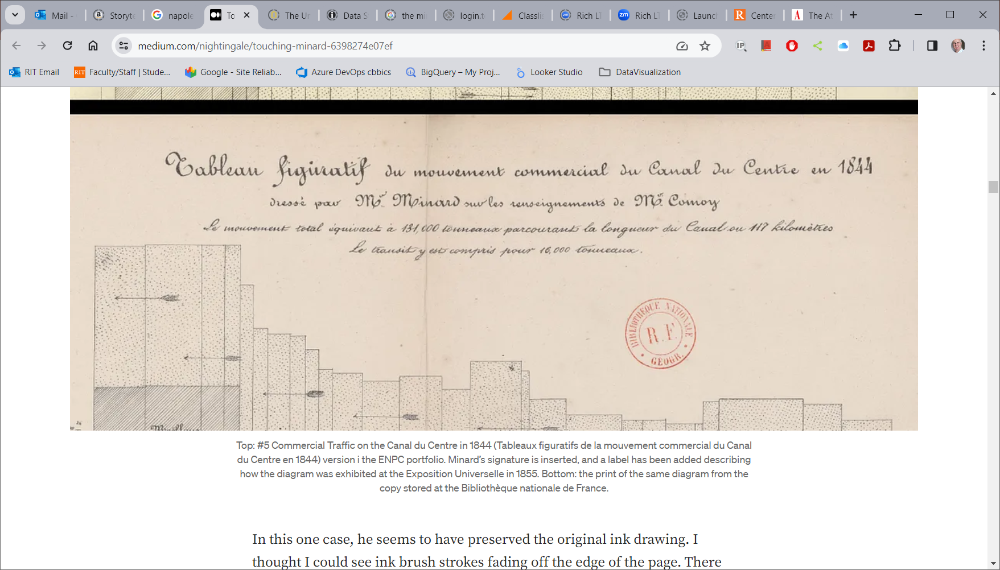 Mail -
Storyte
napole
To
The Ur
Data S
the mi
login.t
Classli
Rich LT
zm
Rich LT
Launc
R
Cente
A
The At
medium.com/nightingale/touching-minard-6398274e07ef
IP
RIT Email
RIT
Faculty/Staff | Stude...
Google - Site Reliab...
Azure DevOps cbbics
BigQuery – My Proj...
Looker Studio
DataVisualization
Tableau figuratif du mouvement commercial du Canal du Centre en 1844
dressé par Mr. Minard sur les renseignements de Mr. Comoy
Le mouvement total équivaut à 131,000 tonneaux parcourant la longueur du Canal ou 117 kilomètres
Le transit y est compris pour 16,000 tonneaux.
BIBLIOTHEQUE NATIONALE
R.F.
GÉOGR.
Top: #5 Commercial Traffic on the Canal du Centre in 1844 (Tableaux figuratifs de la mouvement commercial du Canal
du Centre en 1844) version i the ENPC portfolio. Minard’s signature is inserted, and a label has been added describing
how the diagram was exhibited at the Exposition Universelle in 1855. Bottom: the print of the same diagram from the
copy stored at the Bibliothèque nationale de France.
In this one case, he seems to have preserved the original ink drawing. I
thought I could see ink brush strokes fading off the edge of the page. There